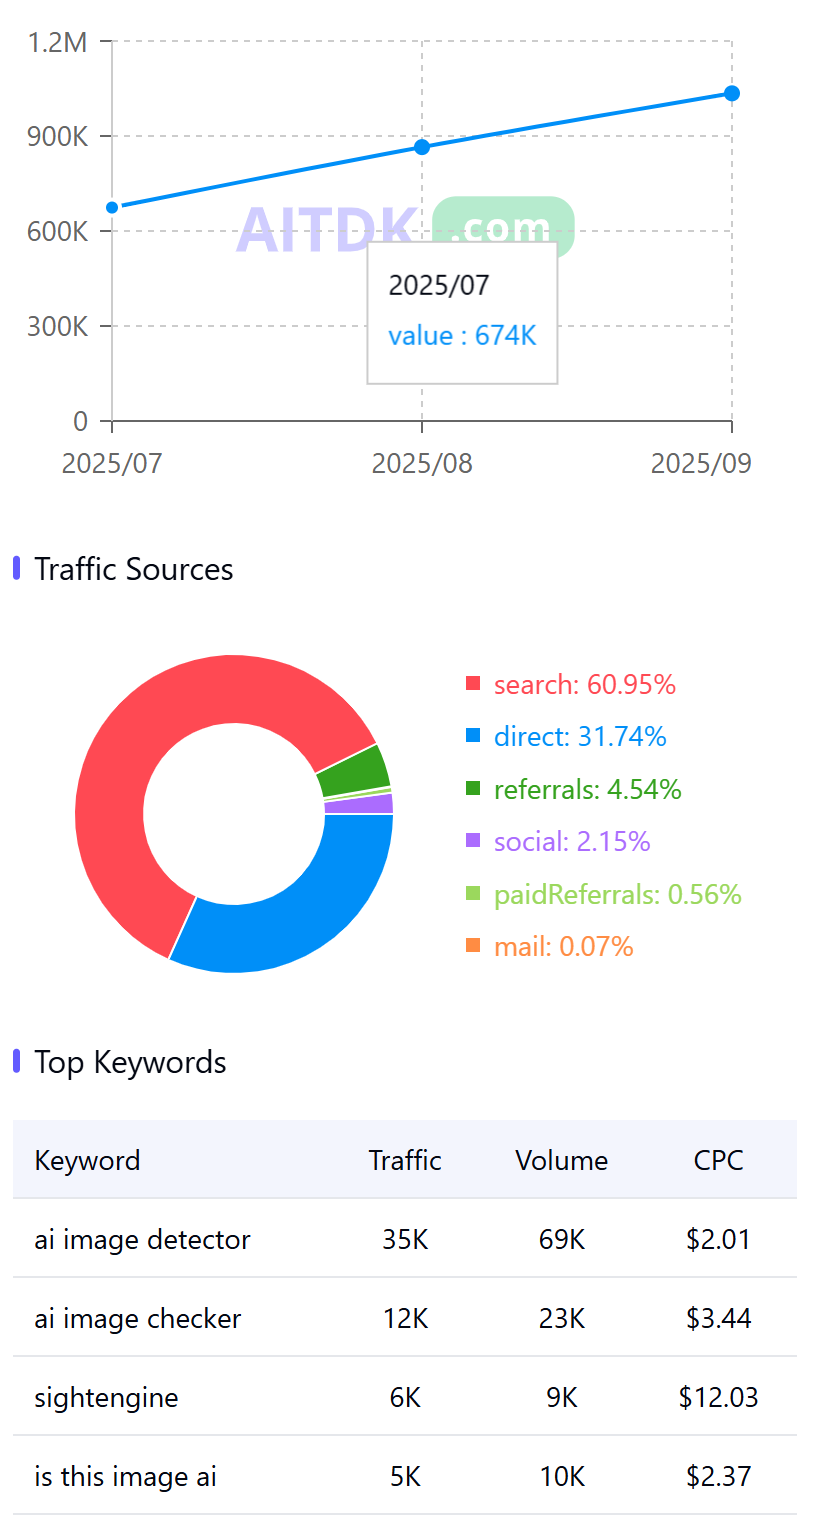 1.2M
900K
600K
300K
0
AITDK .com
2025/07
value : 674K
2025/07 2025/08 2025/09
Traffic Sources
search: 60.95%
direct: 31.74%
referrals: 4.54%
social: 2.15%
paidReferrals: 0.56%
mail: 0.07%
Top Keywords
Keyword Traffic Volume CPC
ai image detector 35K 69K $2.01
ai image checker 12K 23K $3.44
sightengine 6K 9K $12.03
is this image ai 5K 10K $2.37